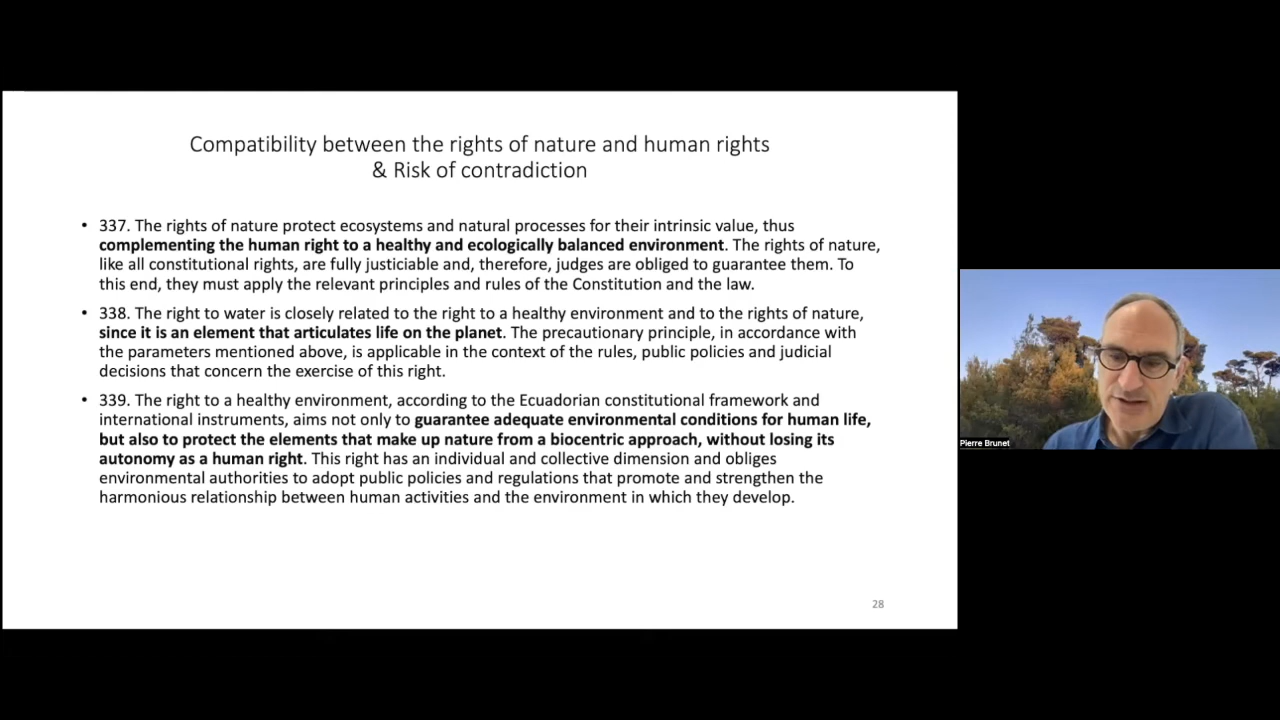 Compatibility between the rights of nature and human rights
& Risk of contradiction
• 337. The rights of nature protect ecosystems and natural processes for their intrinsic value, thus
complementing the human right to a healthy and ecologically balanced environment. The rights of nature,
like all constitutional rights, are fully justiciable and, therefore, judges are obliged to guarantee them. To
this end, they must apply the relevant principles and rules of the Constitution and the law.
• 338. The right to water is closely related to the right to a healthy environment and to the rights of nature,
since it is an element that articulates life on the planet. The precautionary principle, in accordance with
the parameters mentioned above, is applicable in the context of the rules, public policies and judicial
decisions that concern the exercise of this right.
• 339. The right to a healthy environment, according to the Ecuadorian constitutional framework and
international instruments, aims not only to guarantee adequate environmental conditions for human life,
but also to protect the elements that make up nature from a biocentric approach, without losing its
autonomy as a human right. This right has an individual and collective dimension and obliges
environmental authorities to adopt public policies and regulations that promote and strengthen the
harmonious relationship between human activities and the environment in which they develop.
28
Pierre Brunet